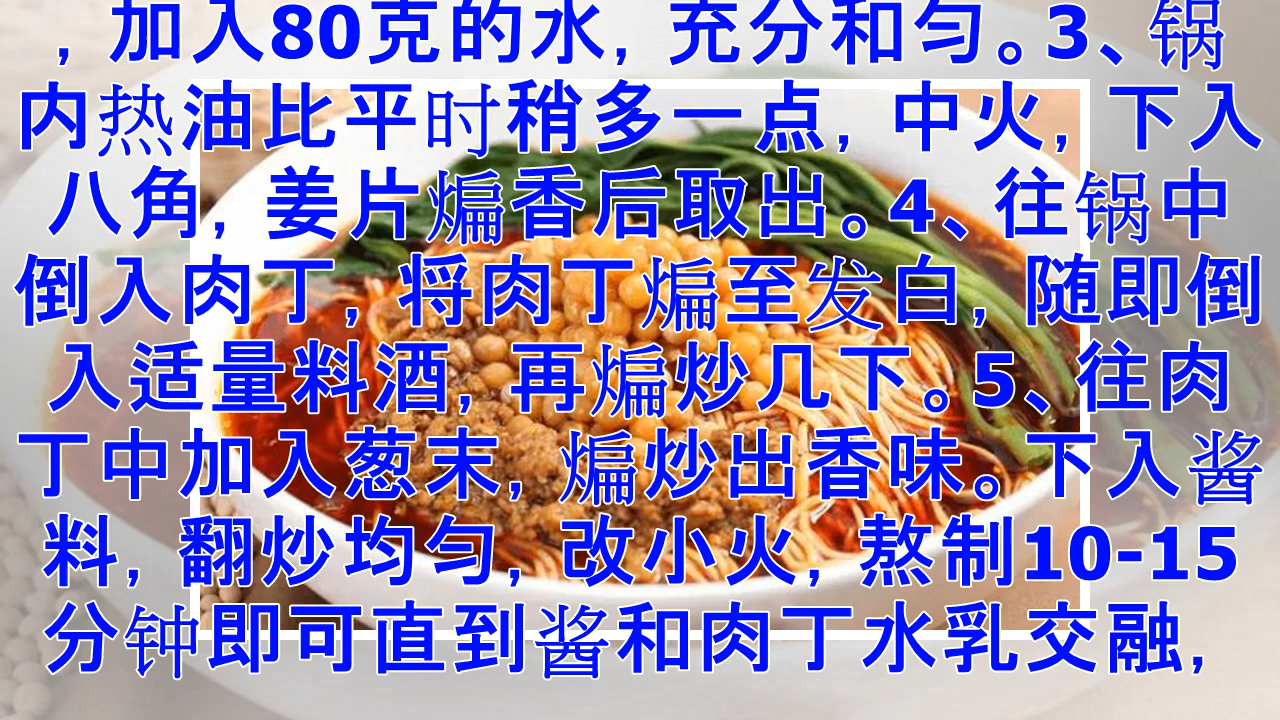 ，加入80克的水，充分和匀。3、锅
内热油比平时稍多一点，中火，下入
八角，姜片煸香后取出。4、往锅中
倒入肉丁，将肉丁煸至发白，随即倒
入适量料酒，再煸炒几下。5、往肉
丁中加入葱末，煸炒出香味。下入酱
料，翻炒均匀，改小火，熬制10-15
分钟即可直到酱和肉丁水乳交融，